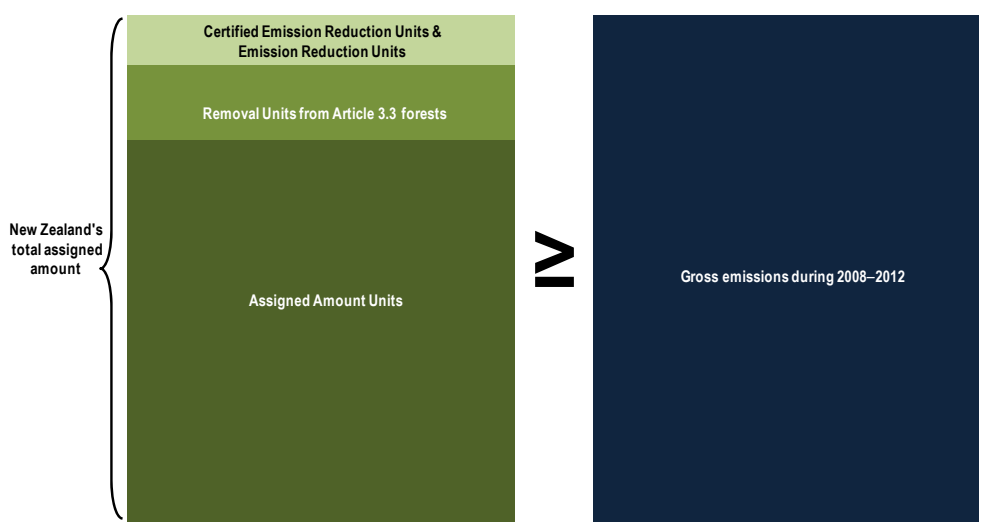 Certified Emission Reduction Units &
Emission Reduction Units
Removal Units from Article 3.3 forests
New Zealand's
total assigned
amount
Assigned Amount Units
≥
Gross emissions during 2008–2012